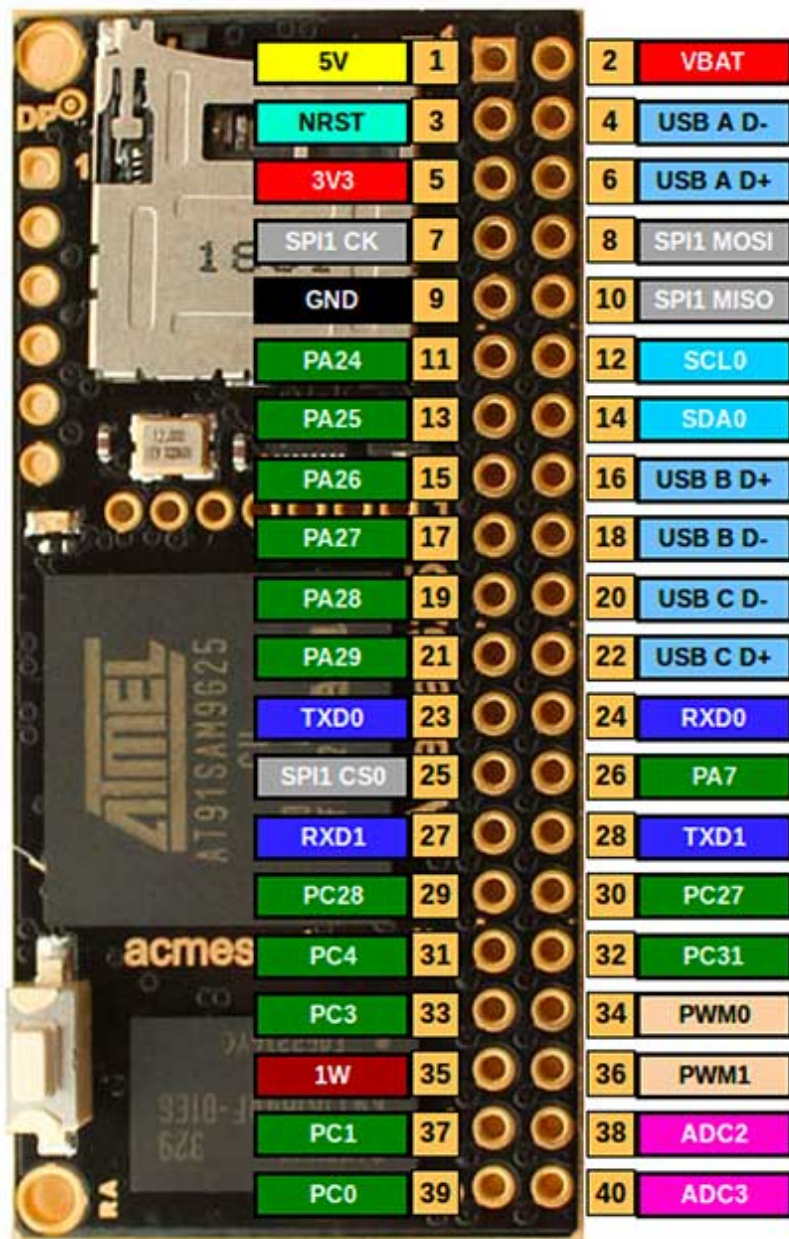 5V 1 2 VBAT
DP
NRST 3 4 USB A D-
1
3V3 5 6 USB A D+
SPI1 CK 7 8 SPI1 MOSI
GND 9 10 SPI1 MISO
PA24 11 12 SCL0
PA25 13 14 SDA0
PA26 15 16 USB B D+
PA27 17 18 USB B D-
PA28 19 20 USB C D-
PA29 21 22 USB C D+
ATMEL
AT91SAM9G25
CU
TXD0 23 24 RXD0
SPI1 CS0 25 26 PA7
RXD1 27 28 TXD1
PC28 29 30 PC27
acmes
PC4 31 32 PC31
PC3 33 34 PWM0
1W 35 36 PWM1
PC1 37 38 ADC2
329
PC0 39 40 ADC3
RA